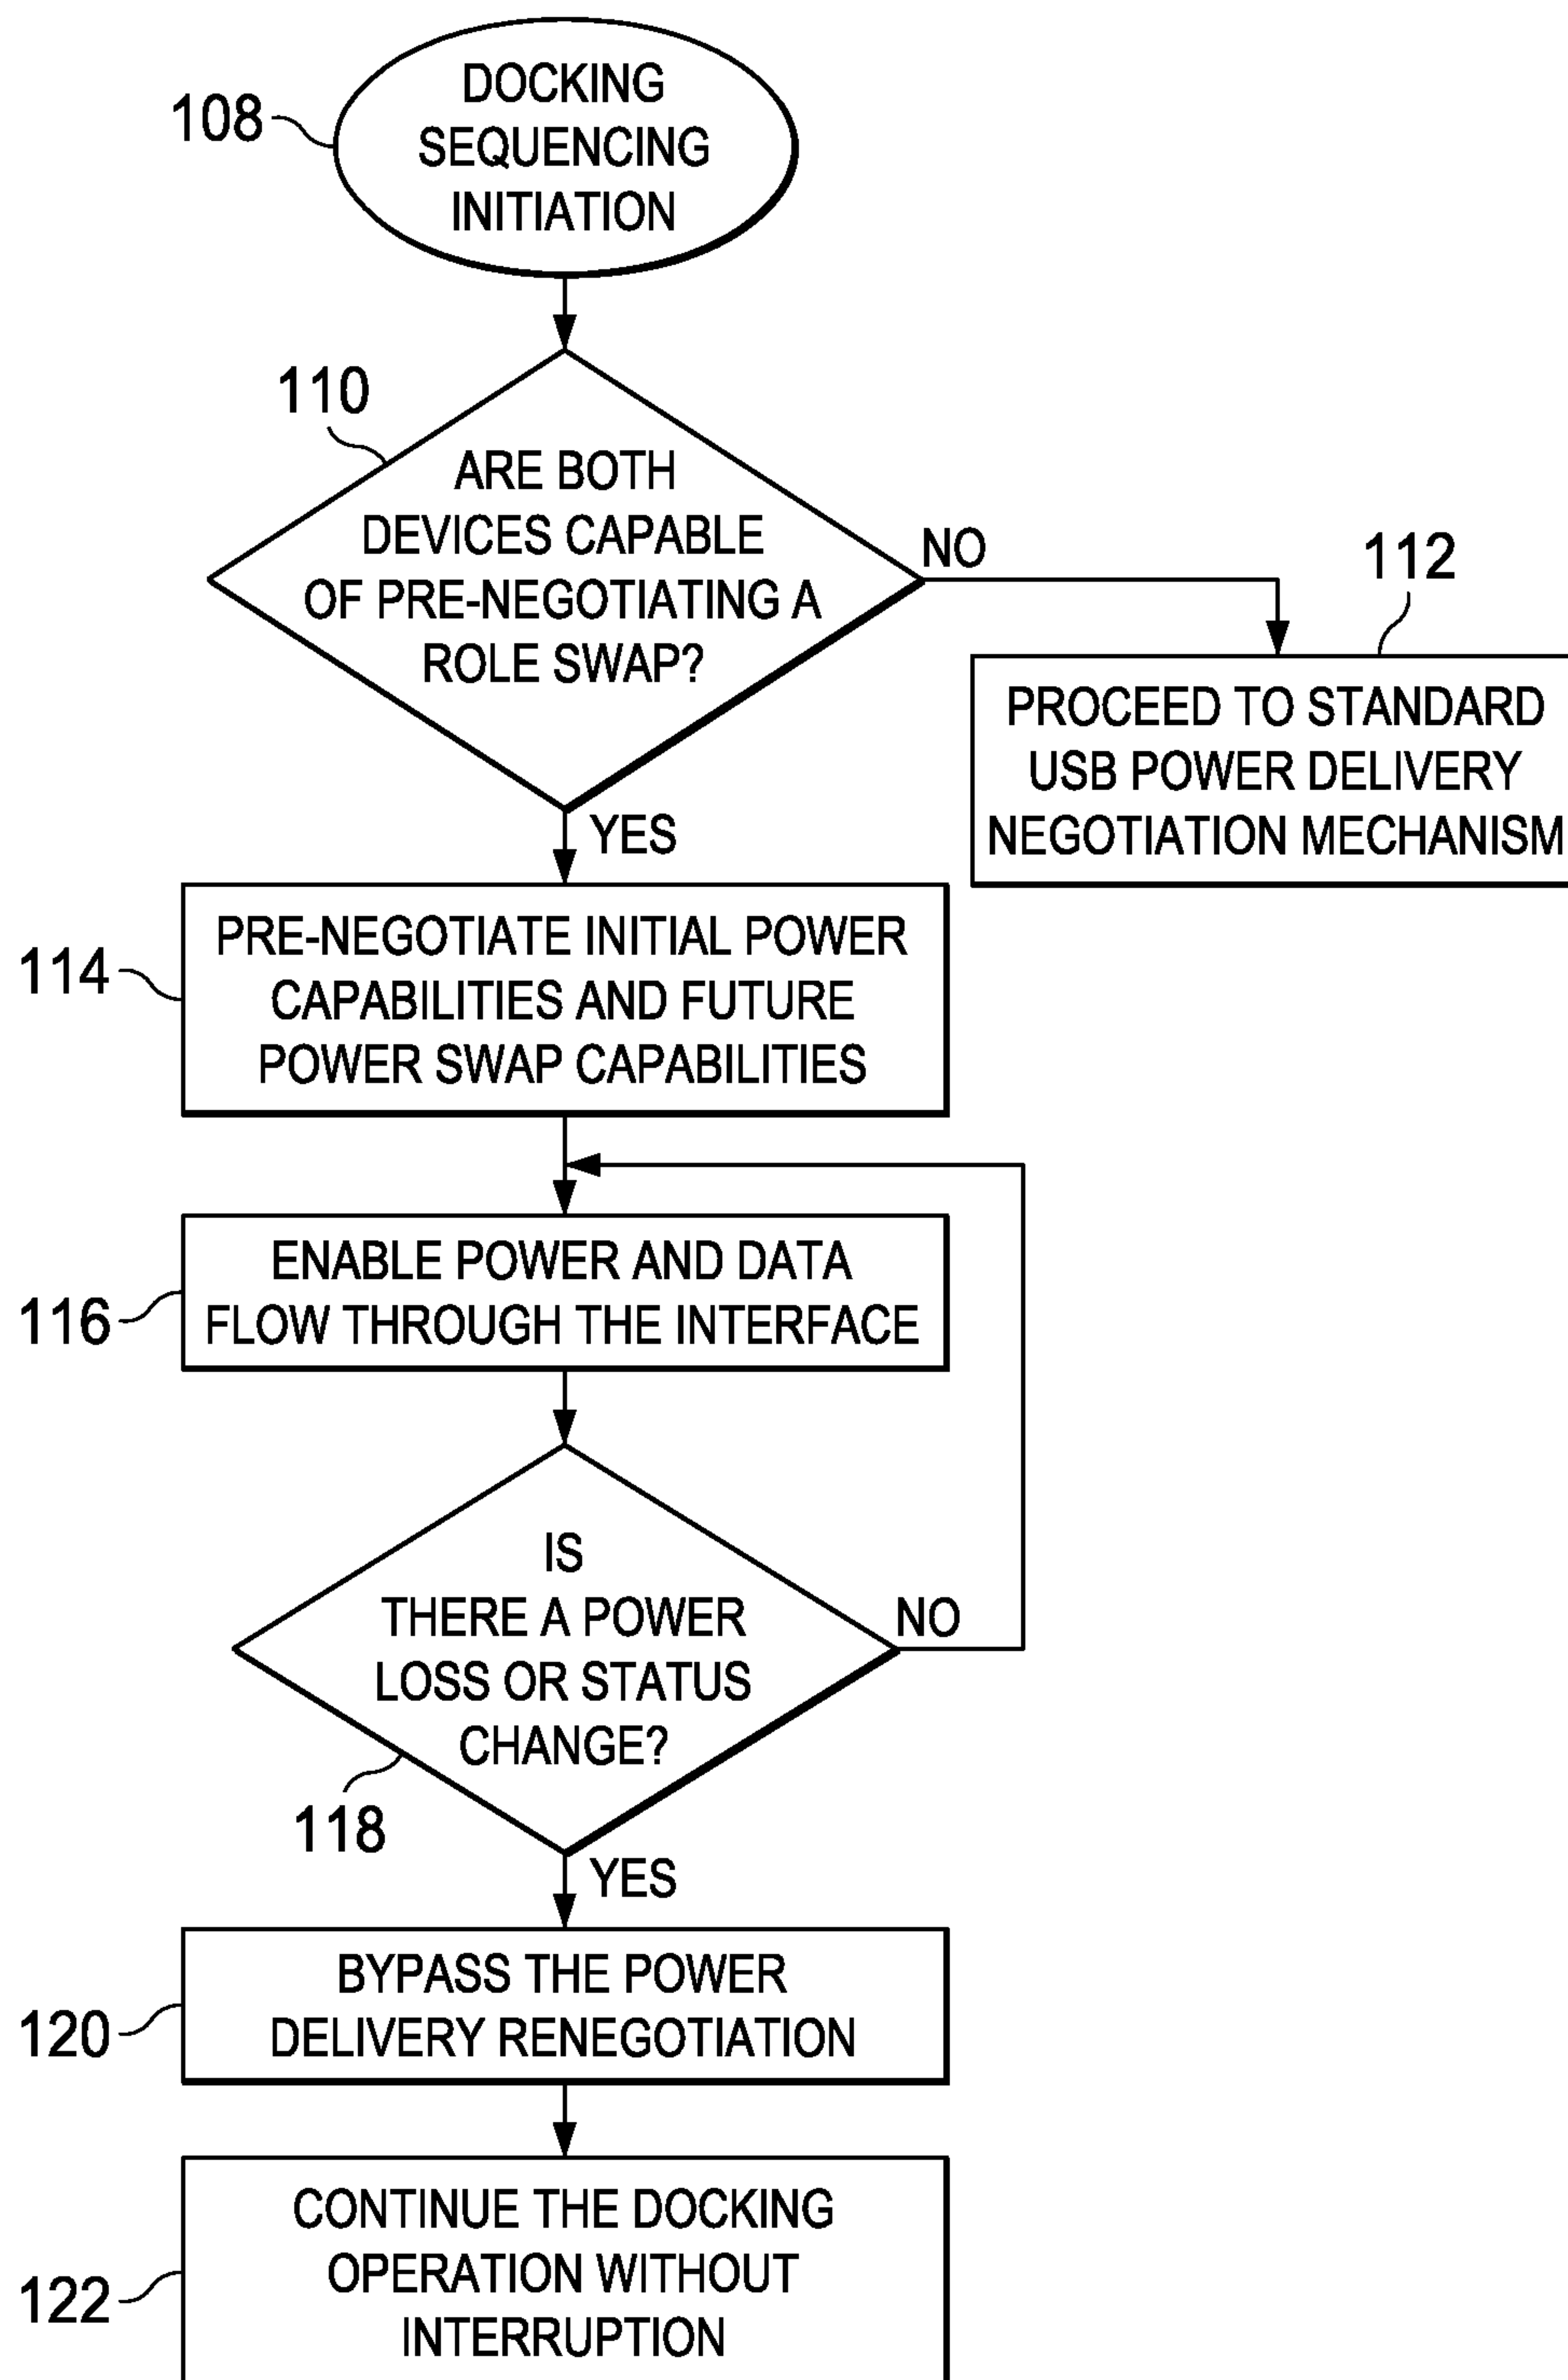 DOCKING
SEQUENCING
INITIATION
108
110
ARE BOTH
DEVICES CAPABLE
OF PRE-NEGOTIATING A
ROLE SWAP?
NO
112
PROCEED TO STANDARD
USB POWER DELIVERY
NEGOTIATION MECHANISM
YES
114
PRE-NEGOTIATE INITIAL POWER
CAPABILITIES AND FUTURE
POWER SWAP CAPABILITIES
116
ENABLE POWER AND DATA
FLOW THROUGH THE INTERFACE
IS
THERE A POWER
LOSS OR STATUS
CHANGE?
NO
118
YES
120
BYPASS THE POWER
DELIVERY RENEGOTIATION
122
CONTINUE THE DOCKING
OPERATION WITHOUT
INTERRUPTION